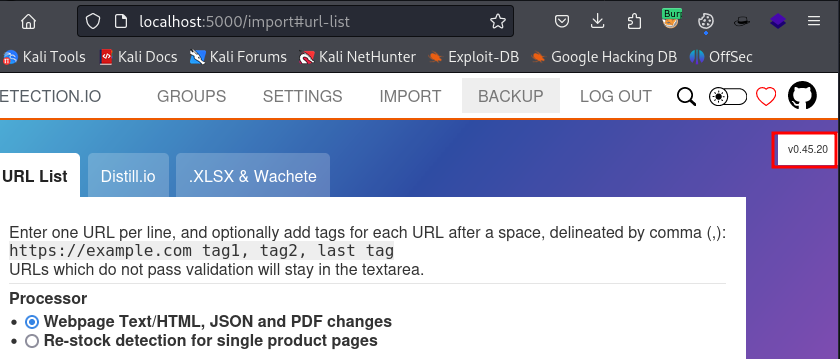 localhost:5000/import#url-list
Burp
Kali Tools Kali Docs Kali Forums Kali NetHunter Exploit-DB Google Hacking DB OffSec
ETECTION.IO GROUPS SETTINGS IMPORT BACKUP LOG OUT
v0.45.20
URL List Distill.io .XLSX & Wachete
Enter one URL per line, and optionally add tags for each URL after a space, delineated by comma (,):
https://example.com tag1, tag2, last tag
URLs which do not pass validation will stay in the textarea.
Processor
Webpage Text/HTML, JSON and PDF changes
Re-stock detection for single product pages